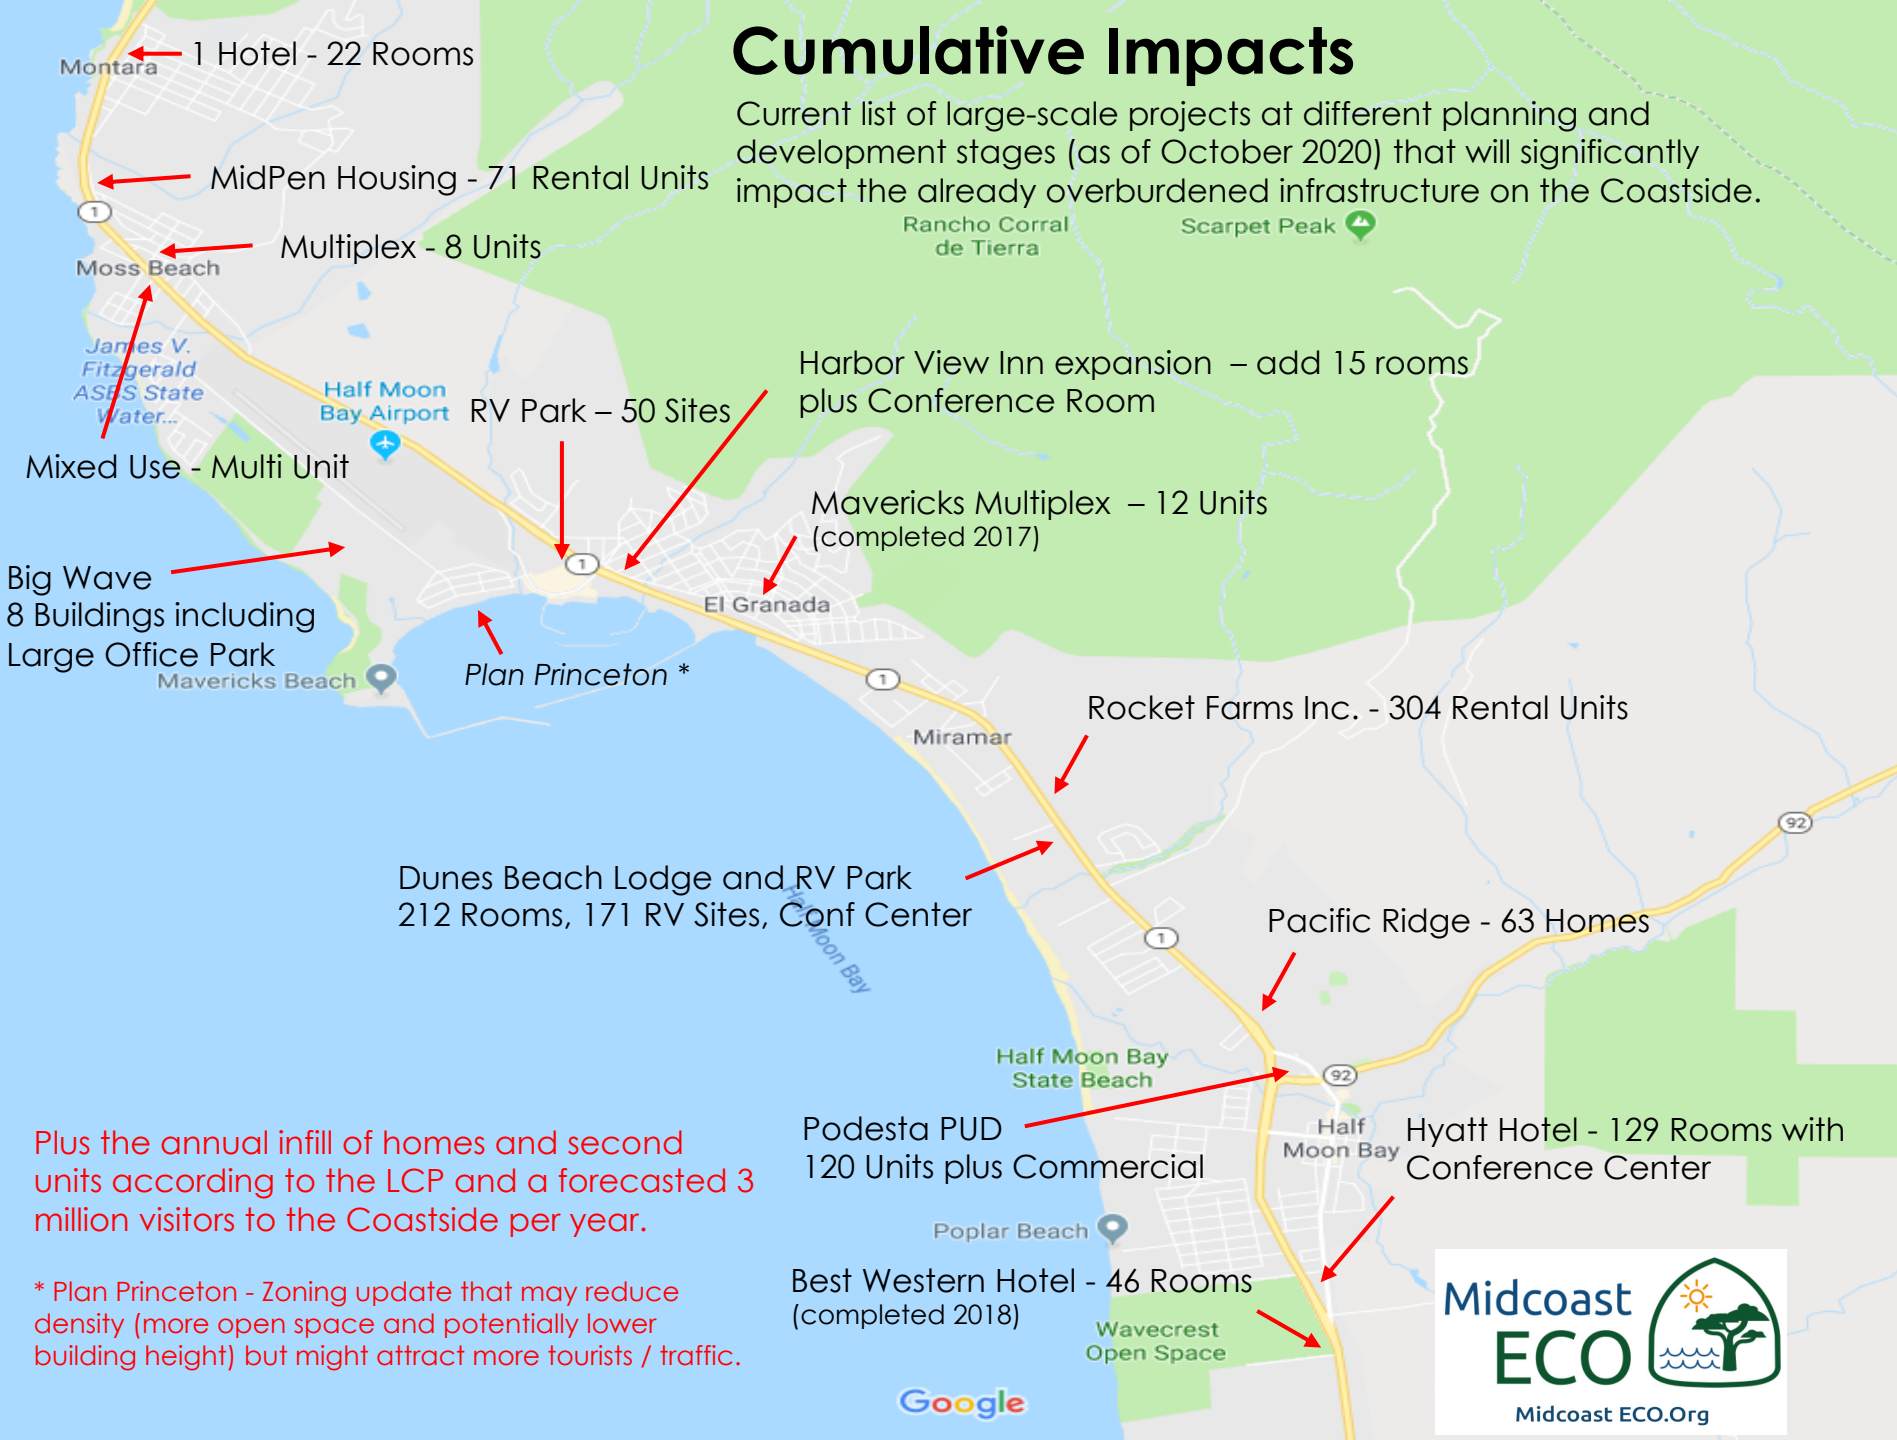 Cumulative Impacts
Current list of large-scale projects at different planning and
development stages (as of October 2020) that will significantly
impact the already overburdened infrastructure on the Coastside.
1 Hotel - 22 Rooms
Montara
MidPen Housing - 71 Rental Units
1
Multiplex - 8 Units
Moss Beach
Rancho Corral
de Tierra
Scarpet Peak
James V.
Fitzgerald
ASBS State
Water...
Half Moon
Bay Airport
RV Park – 50 Sites
Harbor View Inn expansion – add 15 rooms
plus Conference Room
Mixed Use - Multi Unit
Mavericks Multiplex – 12 Units
(completed 2017)
1
Big Wave
8 Buildings including
Large Office Park
Mavericks Beach
El Granada
Plan Princeton *
1
Rocket Farms Inc. - 304 Rental Units
Miramar
92
Dunes Beach Lodge and RV Park
212 Rooms, 171 RV Sites, Conf Center
Half Moon Bay
1
Pacific Ridge - 63 Homes
Half Moon Bay
State Beach
92
Podesta PUD
120 Units plus Commercial
Half
Moon Bay
Hyatt Hotel - 129 Rooms with
Conference Center
Plus the annual infill of homes and second
units according to the LCP and a forecasted 3
million visitors to the Coastside per year.
Poplar Beach
Best Western Hotel - 46 Rooms
(completed 2018)
* Plan Princeton - Zoning update that may reduce
density (more open space and potentially lower
building height) but might attract more tourists / traffic.
Wavecrest
Open Space
Google
Midcoast
ECO
Midcoast ECO.Org